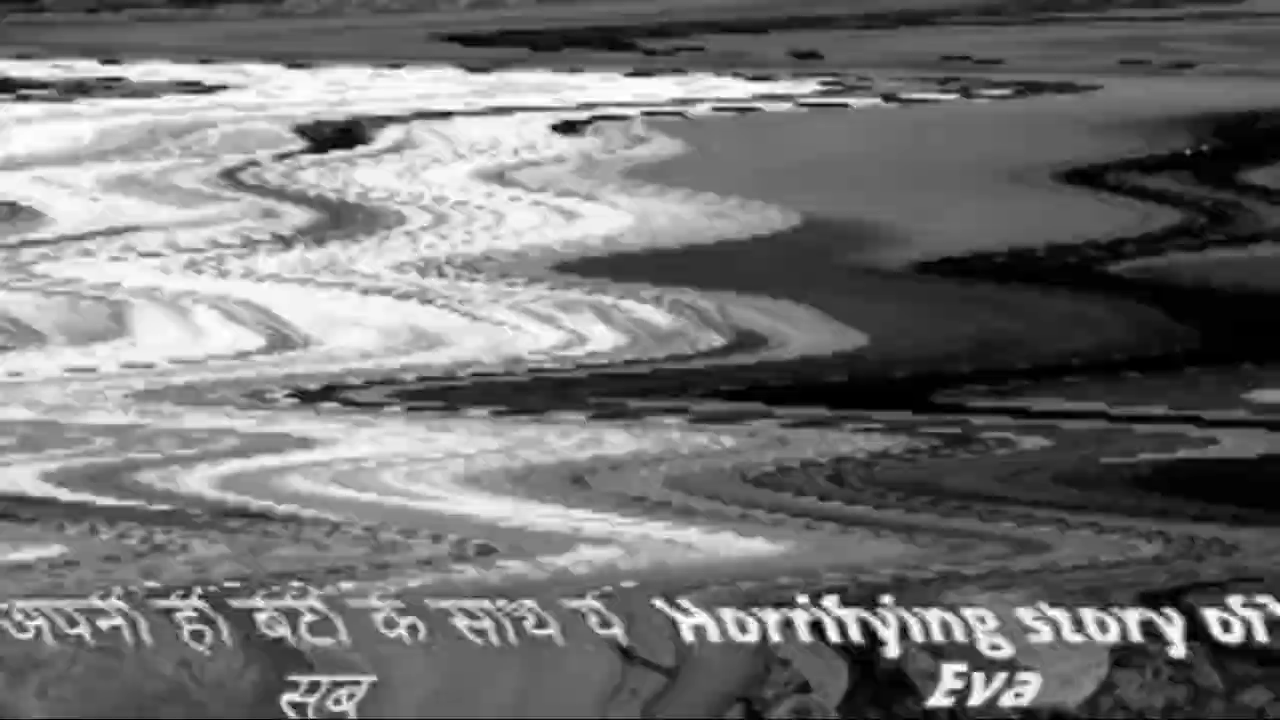 अपनी ही बेटी के साथ ये
सब
Horrifying story of
Eva